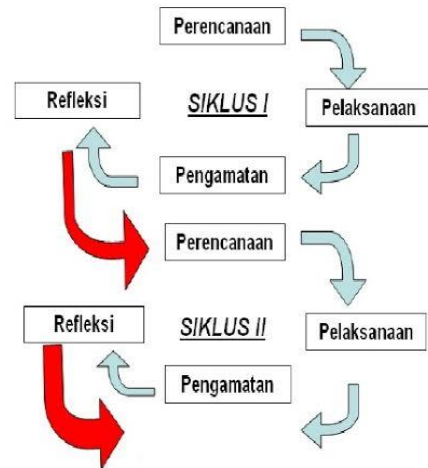 Perencanaan
Refleksi
SIKLUS I
Pelaksanaan
Pengamatan
Perencanaan
Refleksi
SIKLUS II
Pelaksanaan
Pengamatan